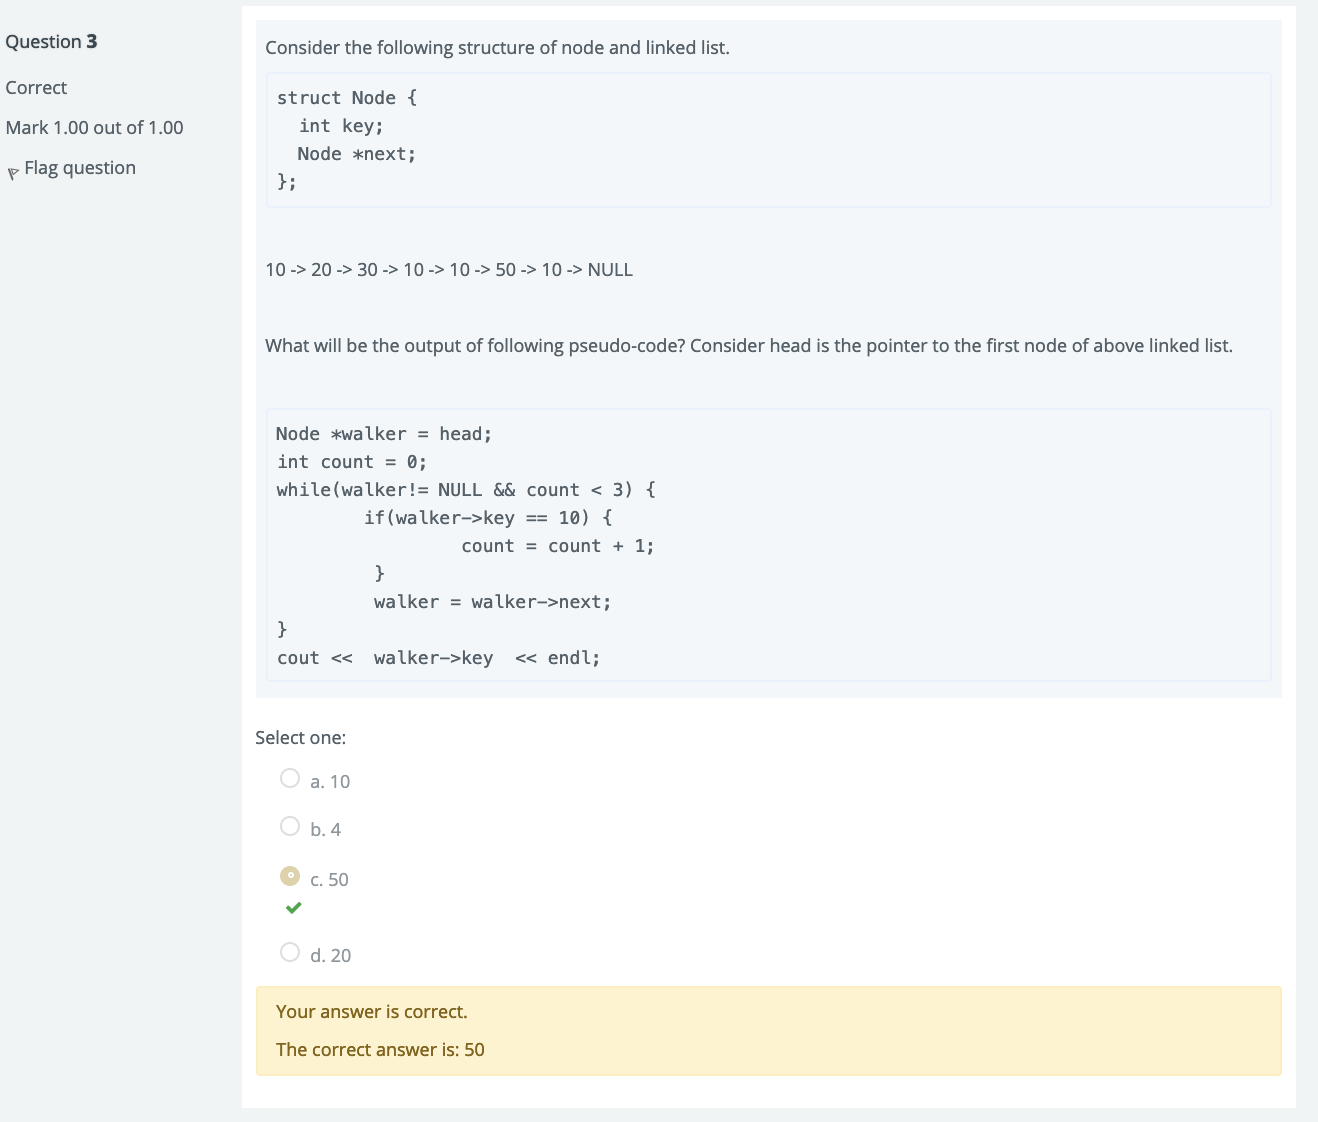 Question 3
Correct
Mark 1.00 out of 1.00
Flag question
Consider the following structure of node and linked list.
struct Node {
  int key;
  Node *next;
};
10 -> 20 -> 30 -> 10 -> 10 -> 50 -> 10 -> NULL
What will be the output of following pseudo-code? Consider head is the pointer to the first node of above linked list.
Node *walker = head;
int count = 0;
while(walker!= NULL && count < 3) {
        if(walker->key == 10) {
                 count = count + 1;
         }
         walker = walker->next;
}
cout <<  walker->key  << endl;
Select one:
a. 10
b. 4
c. 50
d. 20
Your answer is correct.
The correct answer is: 50